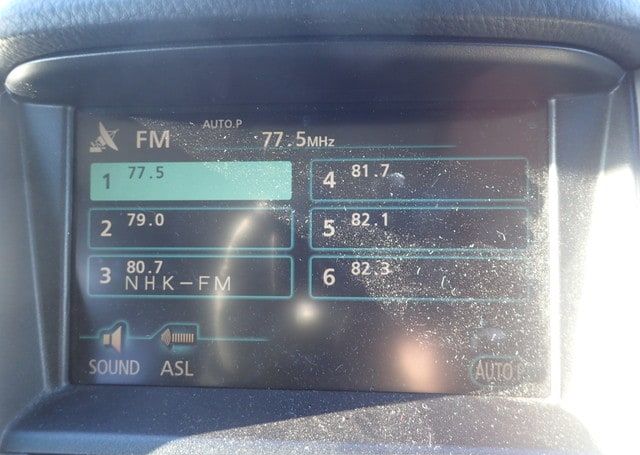 FM AUTO.P 77.5MHz
1 77.5
2 79.0
3 80.7
NHK-FM
4 81.7
5 82.1
6 82.3
SOUND ASL AUTO.P